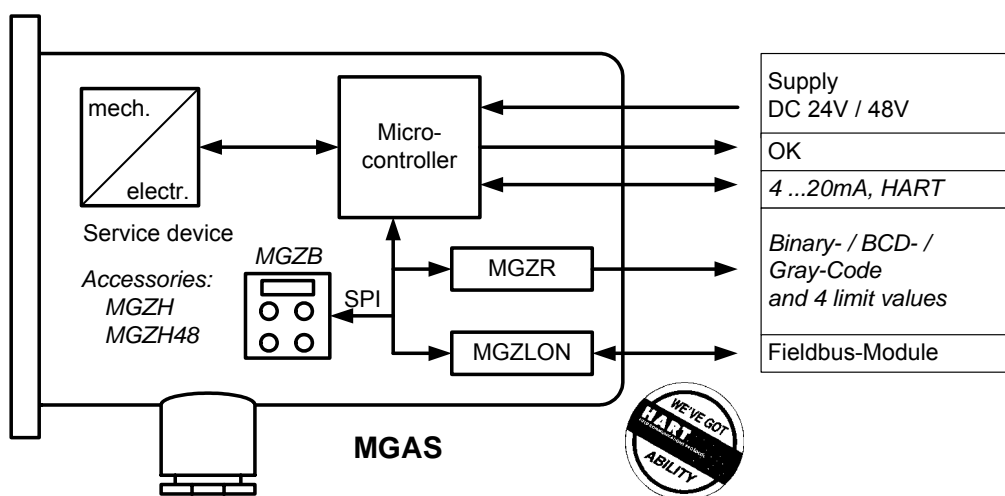 mech.
electr.
Service device
Accessories:
MGZH
MGZH48
MGZB
SPI
Micro-
controller
MGZR
MGZLON
MGAS
Supply
DC 24V / 48V
OK
4 ...20mA, HART
Binary- / BCD- /
Gray-Code
and 4 limit values
Fieldbus-Module
WE'VE GOT
HART
ABILITY